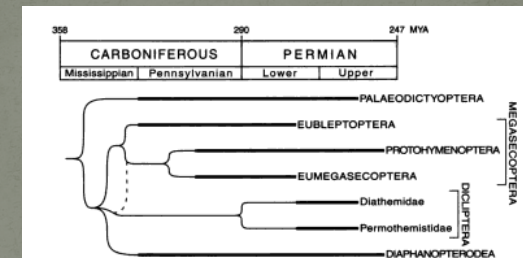 358 290 247 MYA
CARBONIFEROUS PERMIAN
Mississippian Pennsylvanian Lower Upper
PALAEODICTYOPTERA
EUBLEPTOPTERA
PROTOHYMENOPTERA
EUMEGASECOPTERA
MEGASECOPTERA
Diathemidae
Permothemistidae
DICLIPTERA
DIAPHANOPTERODEA